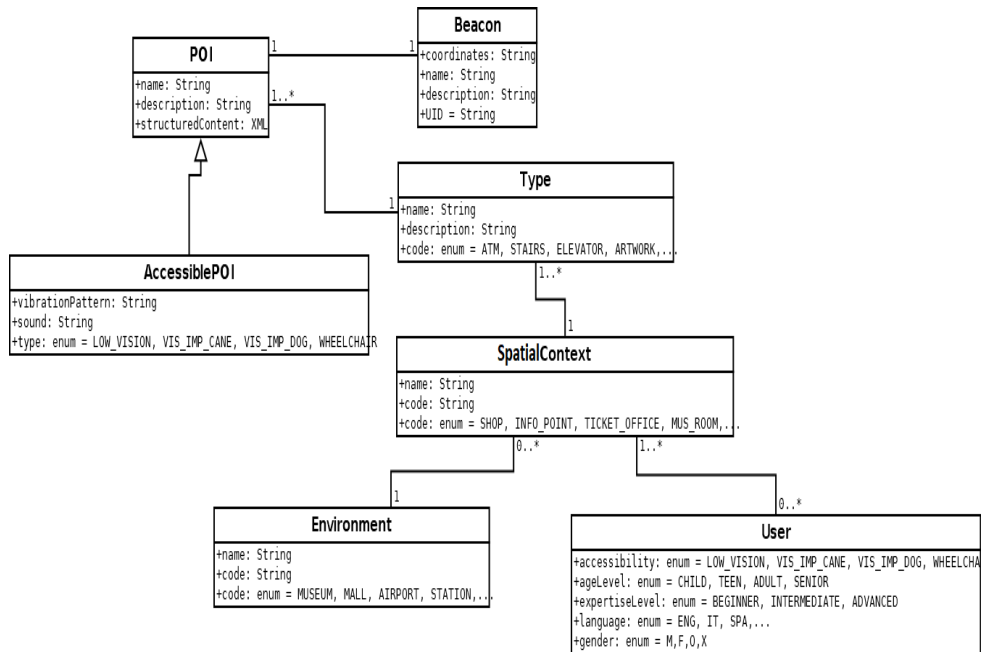 Beacon
+coordinates: String
+name: String
+description: String
+UID = String
POI
+name: String
+description: String
+structuredContent: XML
1
1
1..*
1
Type
+name: String
+description: String
+code: enum = ATM, STAIRS, ELEVATOR, ARTWORK,...
AccessiblePOI
+vibrationPattern: String
+sound: String
+type: enum = LOW_VISION, VIS_IMP_CANE, VIS_IMP_DOG, WHEELCHAIR
1..*
1
SpatialContext
+name: String
+code: String
+code: enum = SHOP, INFO_POINT, TICKET_OFFICE, MUS_ROOM,...
0..*
1..*
1
0..*
Environment
+name: String
+code: String
+code: enum = MUSEUM, MALL, AIRPORT, STATION,...
User
+accessibility: enum = LOW_VISION, VIS_IMP_CANE, VIS_IMP_DOG, WHEELCHA
+ageLevel: enum = CHILD, TEEN, ADULT, SENIOR
+expertiseLevel: enum = BEGINNER, INTERMEDIATE, ADVANCED
+language: enum = ENG, IT, SPA,...
+gender: enum = M,F,O,X